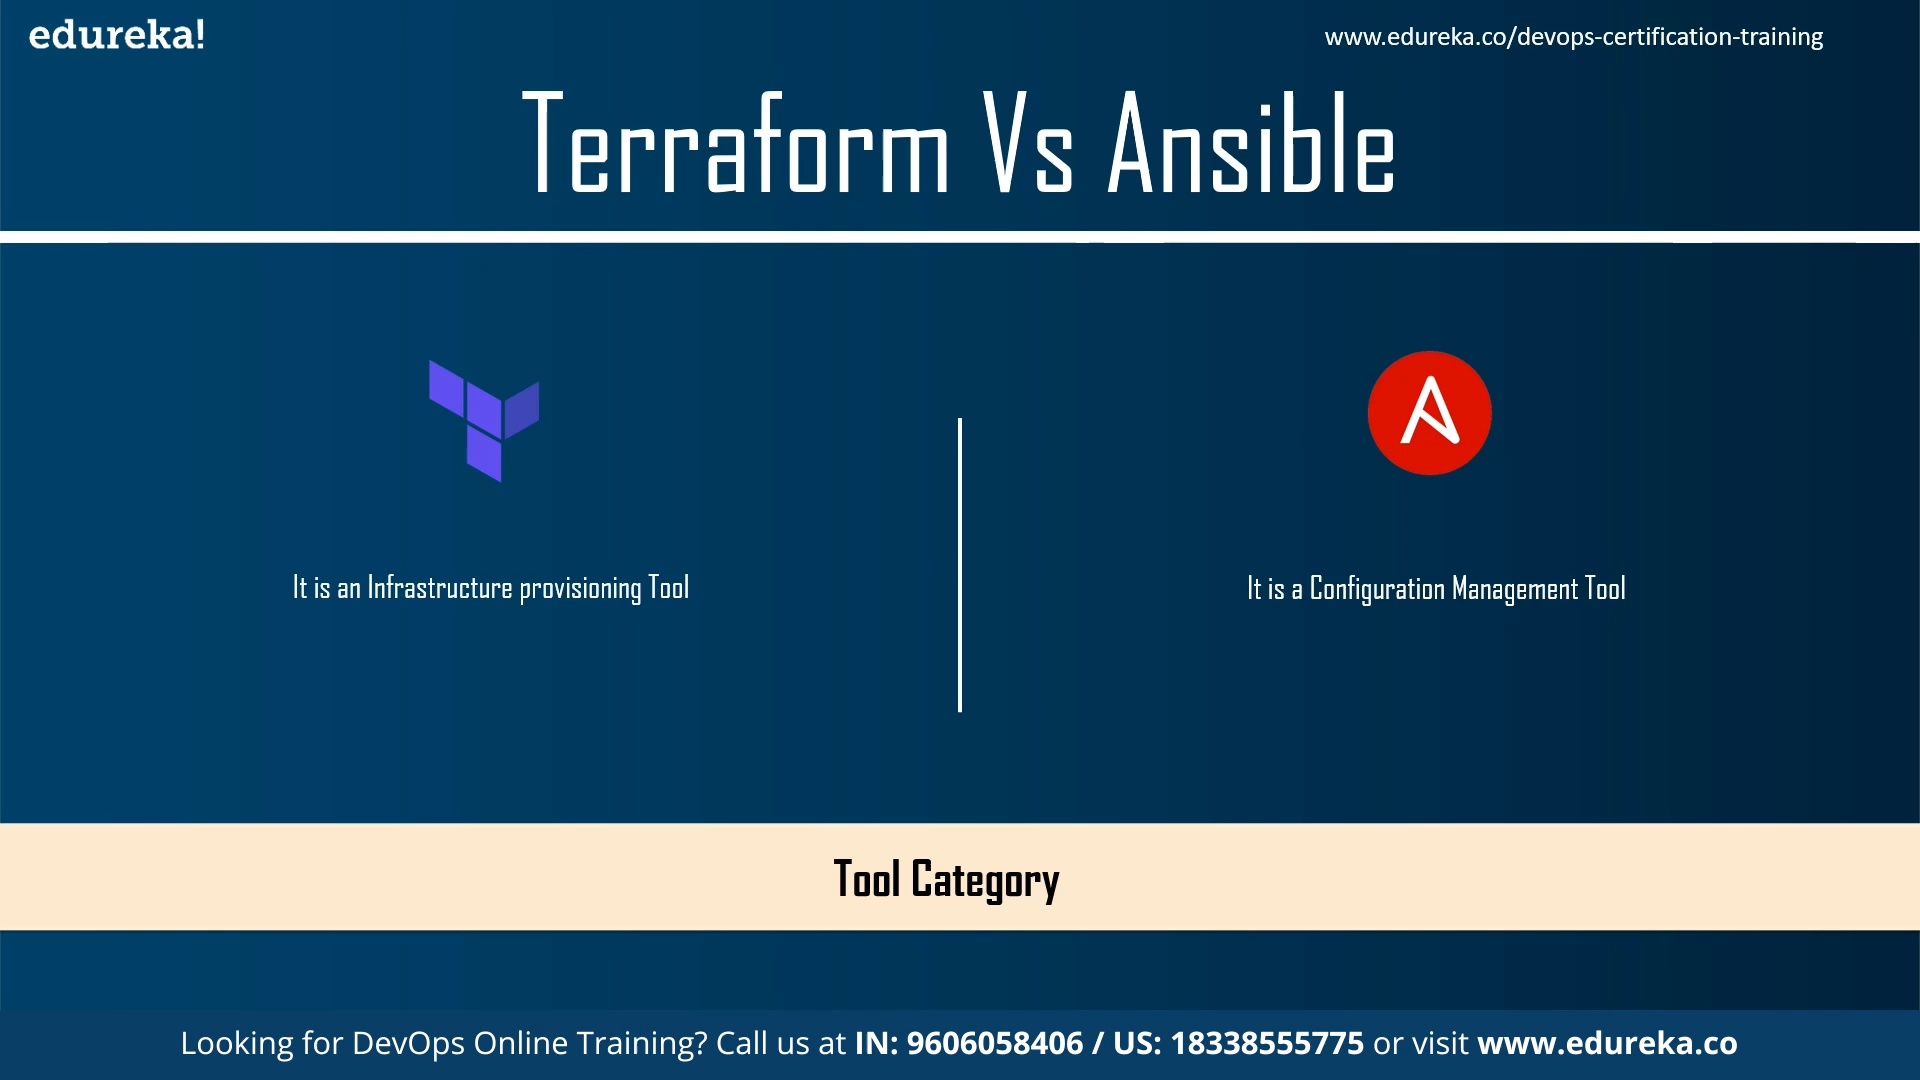 edureka!
www.edureka.co/devops-certification-training
Terraform Vs Ansible
It is an Infrastructure provisioning Tool
It is a Configuration Management Tool
Tool Category
Looking for DevOps Online Training? Call us at IN: 9606058406 / US: 18338555775 or visit www.edureka.co